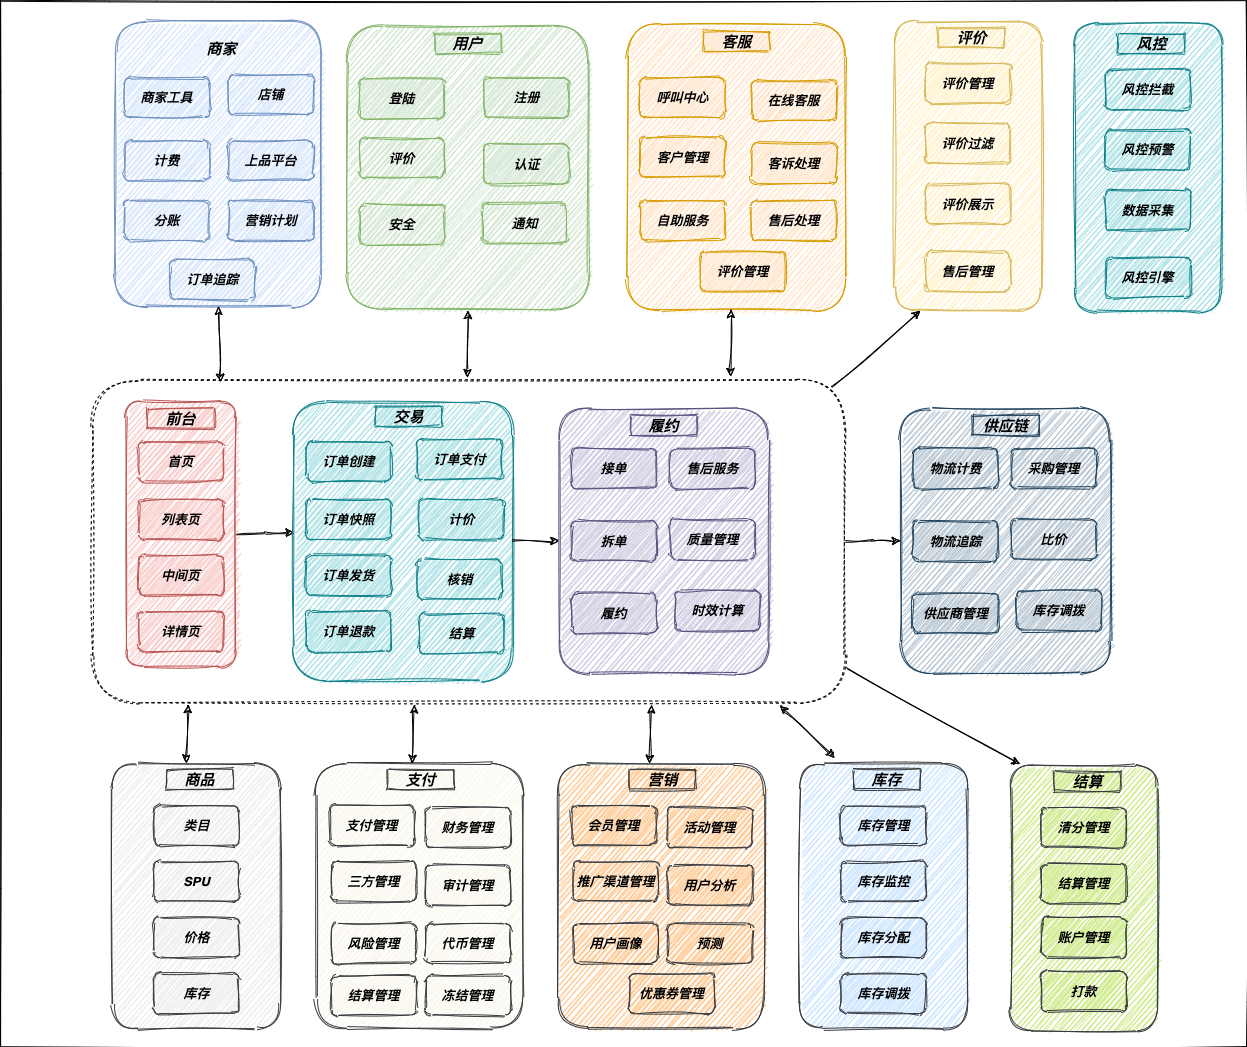 商家
商家工具
店铺
计费
上品平台
分账
营销计划
订单追踪
用户
登陆
注册
评价
认证
安全
通知
客服
呼叫中心
在线客服
客户管理
客诉处理
自助服务
售后处理
评价管理
评价
评价管理
评价过滤
评价展示
售后管理
风控
风控拦截
风控预警
数据采集
风控引擎
前台
首页
列表页
中间页
详情页
交易
订单创建
订单支付
订单快照
计价
订单发货
核销
订单退款
结算
履约
接单
售后服务
拆单
质量管理
履约
时效计算
供应链
物流计费
采购管理
物流追踪
比价
供应商管理
库存调拨
商品
类目
SPU
价格
库存
支付
支付管理
财务管理
三方管理
审计管理
风险管理
代币管理
结算管理
冻结管理
营销
会员管理
活动管理
推广渠道管理
用户分析
用户画像
预测
优惠券管理
库存
库存管理
库存监控
库存分配
库存调拨
结算
清分管理
结算管理
账户管理
打款